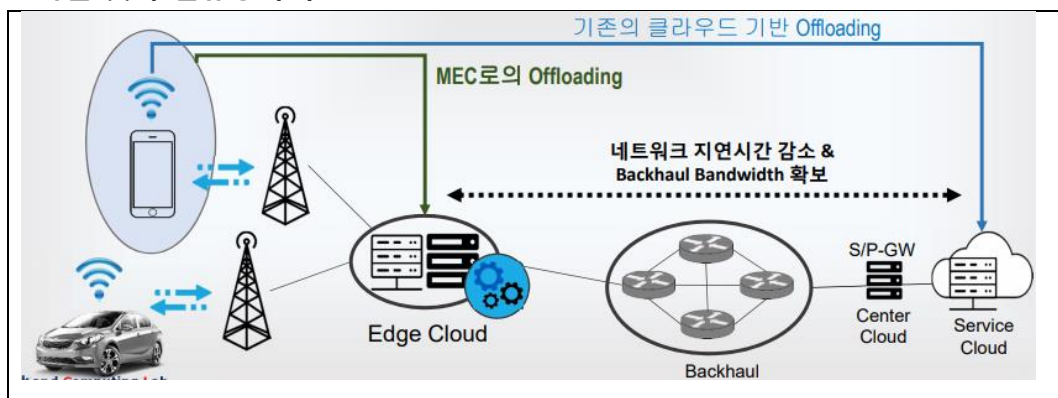 기존의 클라우드 기반 Offloading
MEC로의 Offloading
네트워크 지연시간 감소 &
Backhaul Bandwidth 확보
S/P-GW
Edge Cloud
Center
Cloud
Service
Cloud
Backhaul